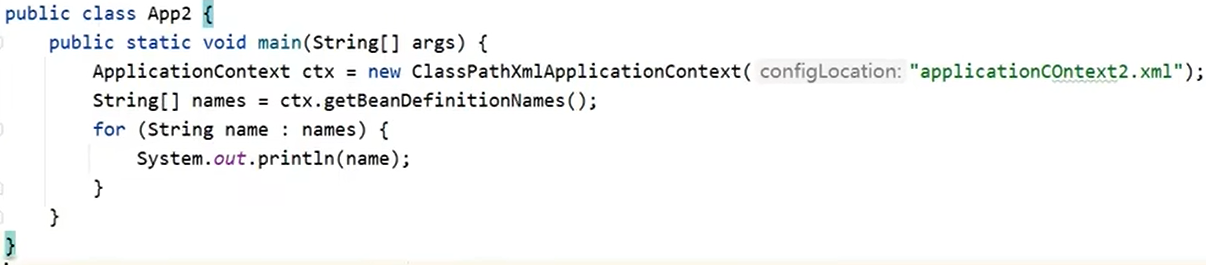 public class App2 {
    public static void main(String[] args) {
        ApplicationContext ctx = new ClassPathXmlApplicationContext( configLocation: "applicationCOntext2.xml");
        String[] names = ctx.getBeanDefinitionNames();
        for (String name : names) {
            System.out.println(name);
        }
    }
}